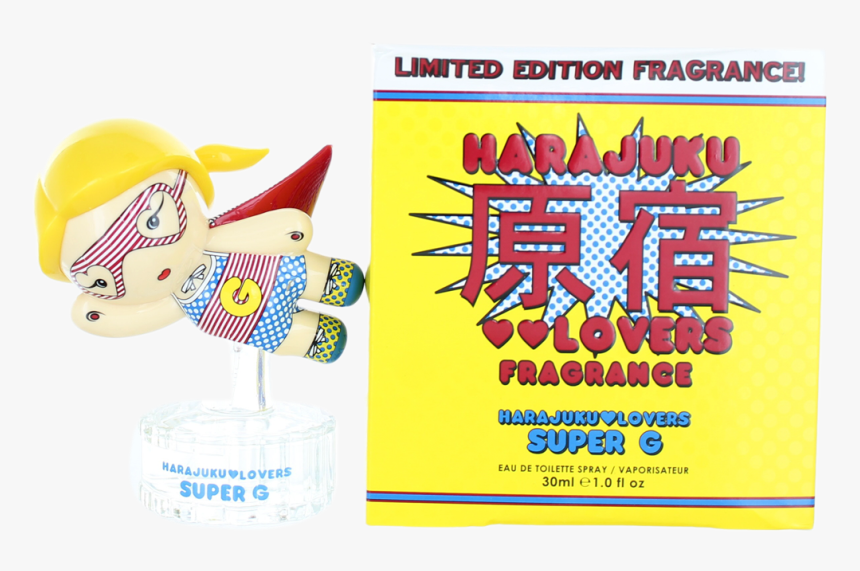 LIMITED EDITION FRAGRANCE!
HARAJUKU
原宿
♥♥LOVERS
FRAGRANCE
HARAJUKU♥LOVERS
SUPER G
EAU DE TOILETTE SPRAY / VAPORISATEUR
30ml ℮ 1.0 fl oz
G
HARAJUKU♥LOVERS
SUPER G